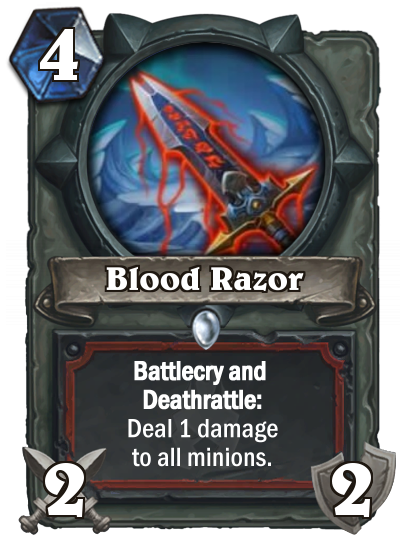 4
Blood Razor
Battlecry and
Deathrattle:
Deal 1 damage
to all minions.
2
2